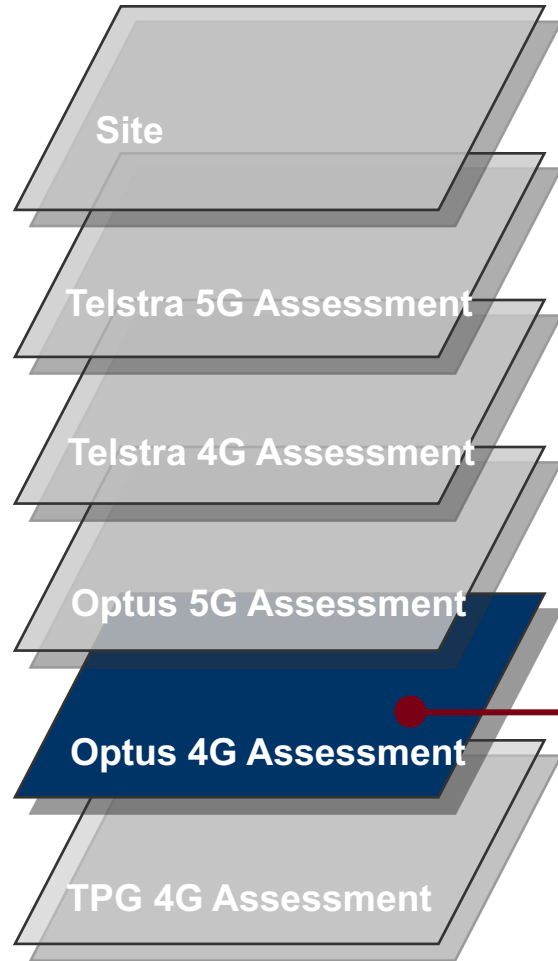 Site
Telstra 5G Assessment
Telstra 4G Assessment
Optus 5G Assessment
Optus 4G Assessment
TPG 4G Assessment